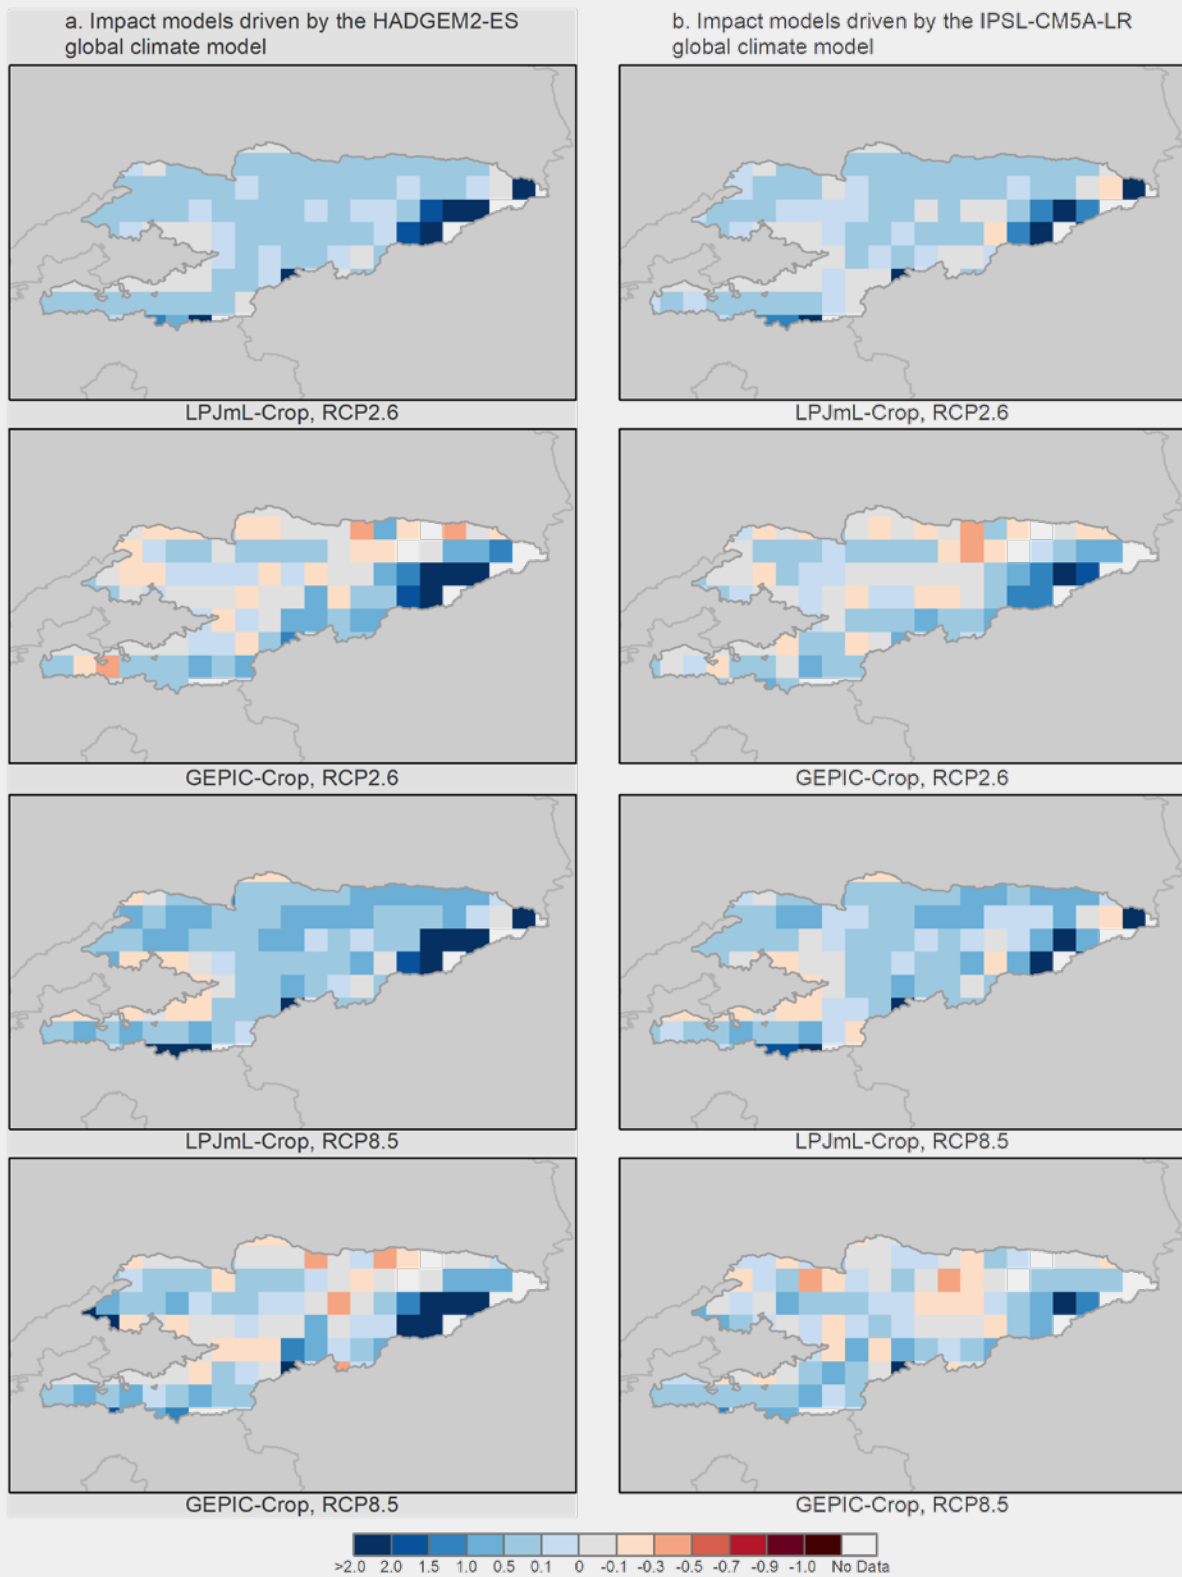 a. Impact models driven by the HADGEM2-ES
global climate model
b. Impact models driven by the IPSL-CM5A-LR
global climate model
LPJmL-Crop, RCP2.6
LPJmL-Crop, RCP2.6
GEPIC-Crop, RCP2.6
GEPIC-Crop, RCP2.6
LPJmL-Crop, RCP8.5
LPJmL-Crop, RCP8.5
GEPIC-Crop, RCP8.5
GEPIC-Crop, RCP8.5
>2.0 2.0 1.5 1.0 0.5 0.1 0 -0.1 -0.3 -0.5 -0.7 -0.9 -1.0 No Data